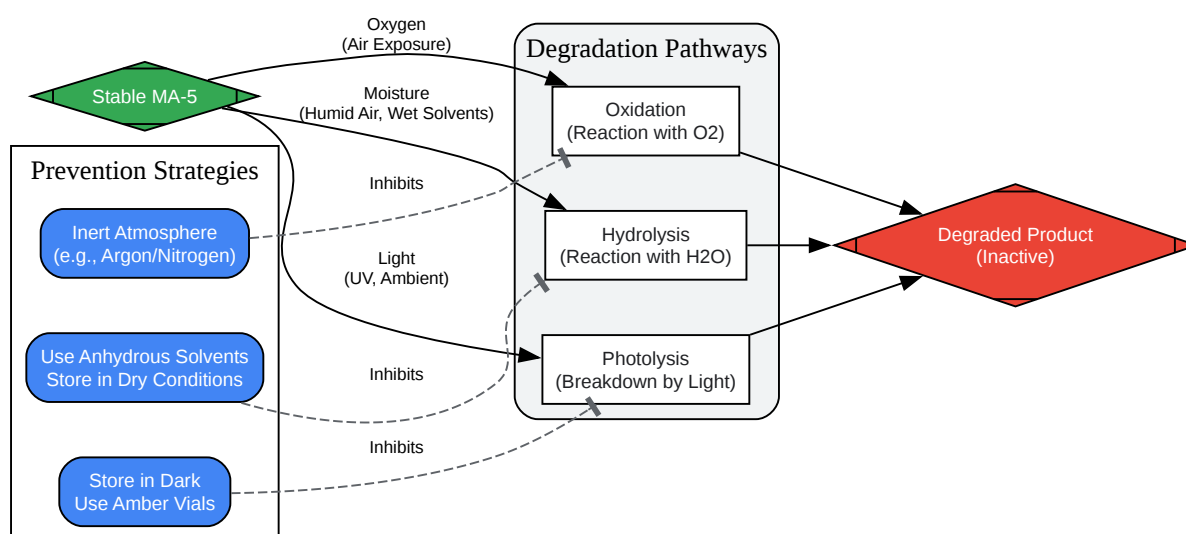 Oxygen
(Air Exposure)
Degradation Pathways
Stable MA-5
Moisture
(Humid Air, Wet Solvents)
Oxidation
(Reaction with O2)
Prevention Strategies
Inhibits
Inert Atmosphere
(e.g., Argon/Nitrogen)
Hydrolysis
(Reaction with H2O)
Degraded Product
(Inactive)
Light
(UV, Ambient)
Use Anhydrous Solvents
Store in Dry Conditions
Inhibits
Photolysis
(Breakdown by Light)
Inhibits
Store in Dark
Use Amber Vials